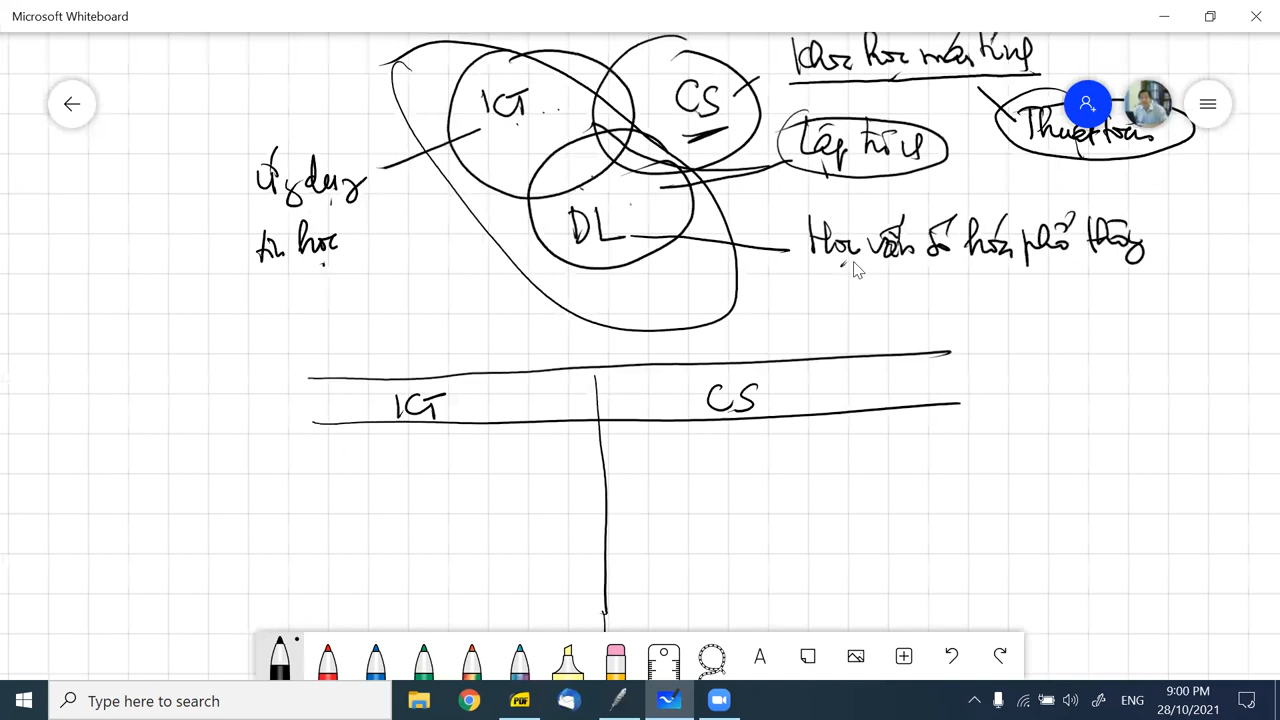 Microsoft Whiteboard
Khoa học máy tính
ICT
CS
Lập trình
Thuật toán
Ứng dụng
tin học
DL
Học vấn số hóa phổ thông
ICT
CS
A
Type here to search
PDF
ENG
9:00 PM
28/10/2021